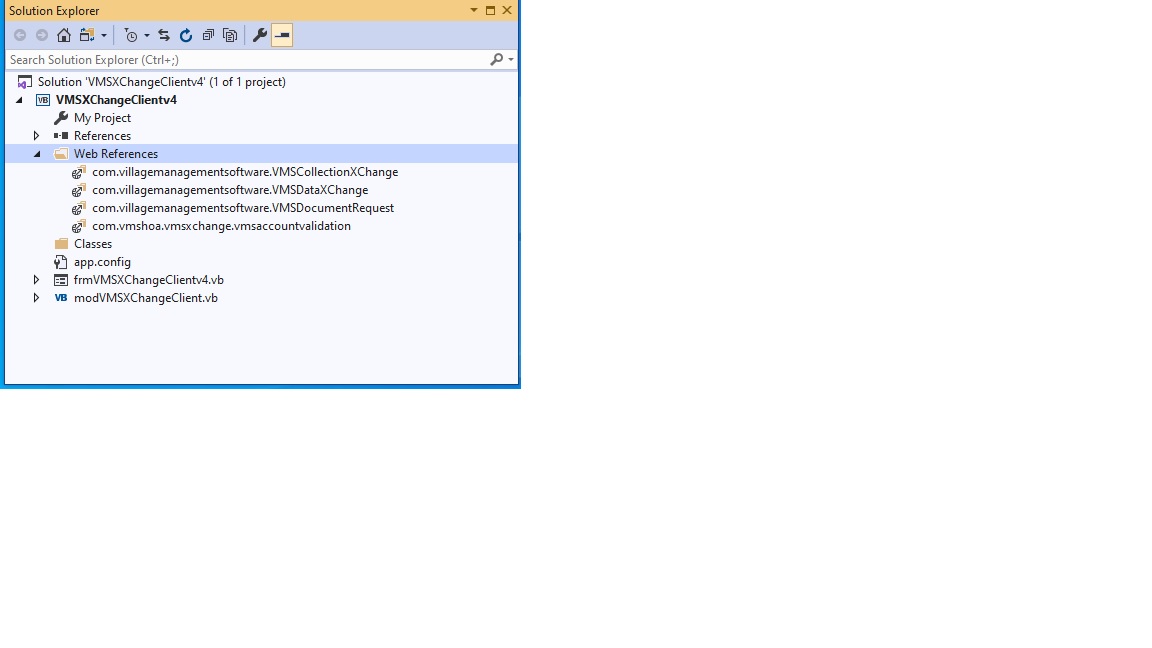 Solution Explorer
Search Solution Explorer (Ctrl+;)
Solution 'VMSXChangeClientv4' (1 of 1 project)
VB VMSXChangeClientv4
My Project
References
Web References
com.villagemanagementsoftware.VMSCollectionXChange
com.villagemanagementsoftware.VMSDataXChange
com.villagemanagementsoftware.VMSDocumentRequest
com.vmshoa.vmsxchange.vmsaccountvalidation
Classes
app.config
frmVMSXChangeClientv4.vb
VB modVMSXChangeClient.vb